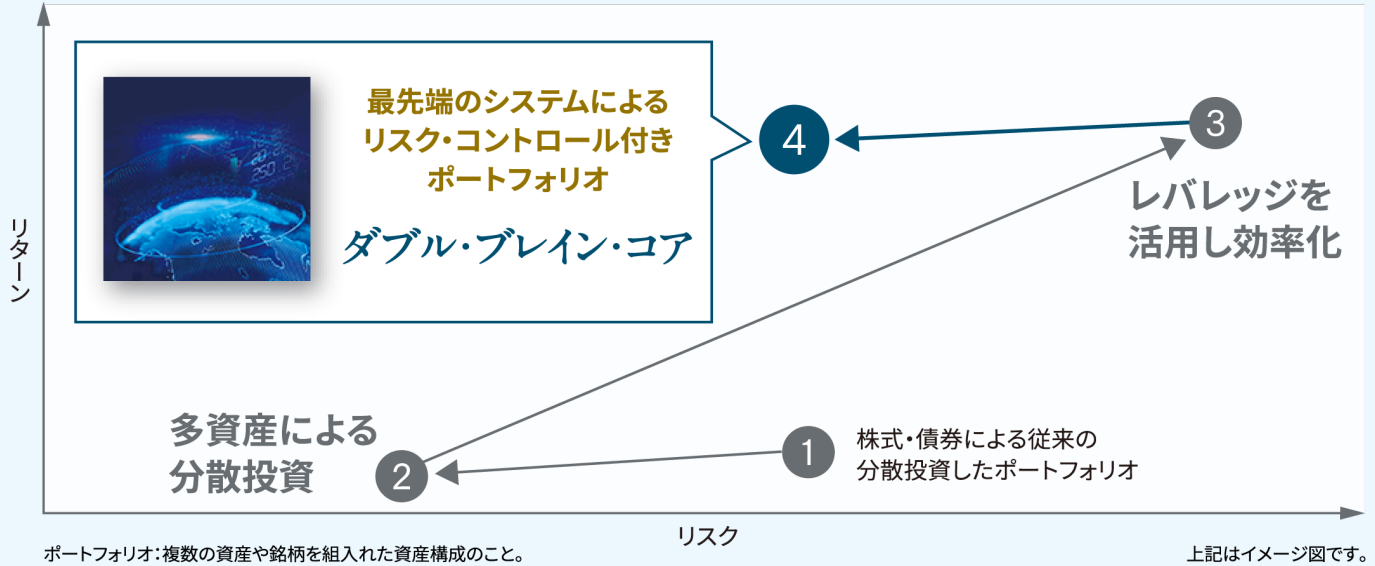 リターン
最先端のシステムによる
リスク・コントロール付き
ポートフォリオ
ダブル・ブレイン・コア
4
3
レバレッジを
活用し効率化
多資産による
分散投資
2
1
株式・債券による従来の
分散投資したポートフォリオ
リスク
ポートフォリオ：複数の資産や銘柄を組入れた資産構成のこと。
上記はイメージ図です。